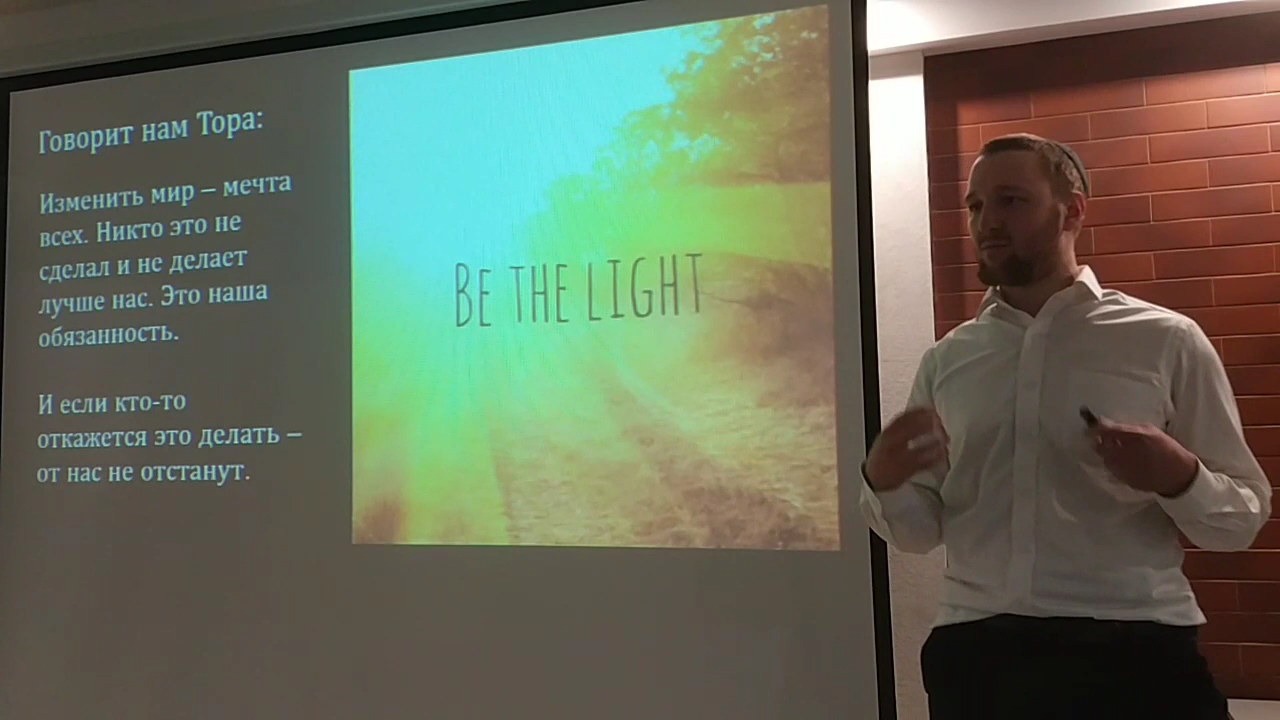 Говорит нам Тора:
Изменить мир – мечта
всех. Никто это не
сделал и не делает
лучше нас. Это наша
обязанность.
И если кто-то
откажется это делать –
от нас не отстанут.
BE THE LIGHT